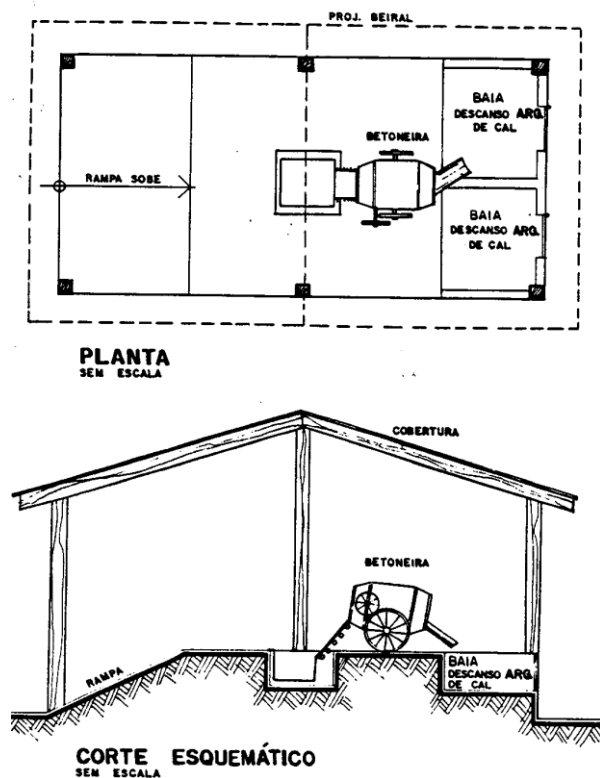 PROJ. BEIRAL
BAIA
DESCANSO ARG.
DE CAL
BETONEIRA
RAMPA SOBE
BAIA
DESCANSO ARG.
DE CAL
PLANTA
SEM ESCALA
COBERTURA
BETONEIRA
RAMPA
BAIA
DESCANSO ARG.
DE CAL
CORTE ESQUEMÁTICO
SEM ESCALA